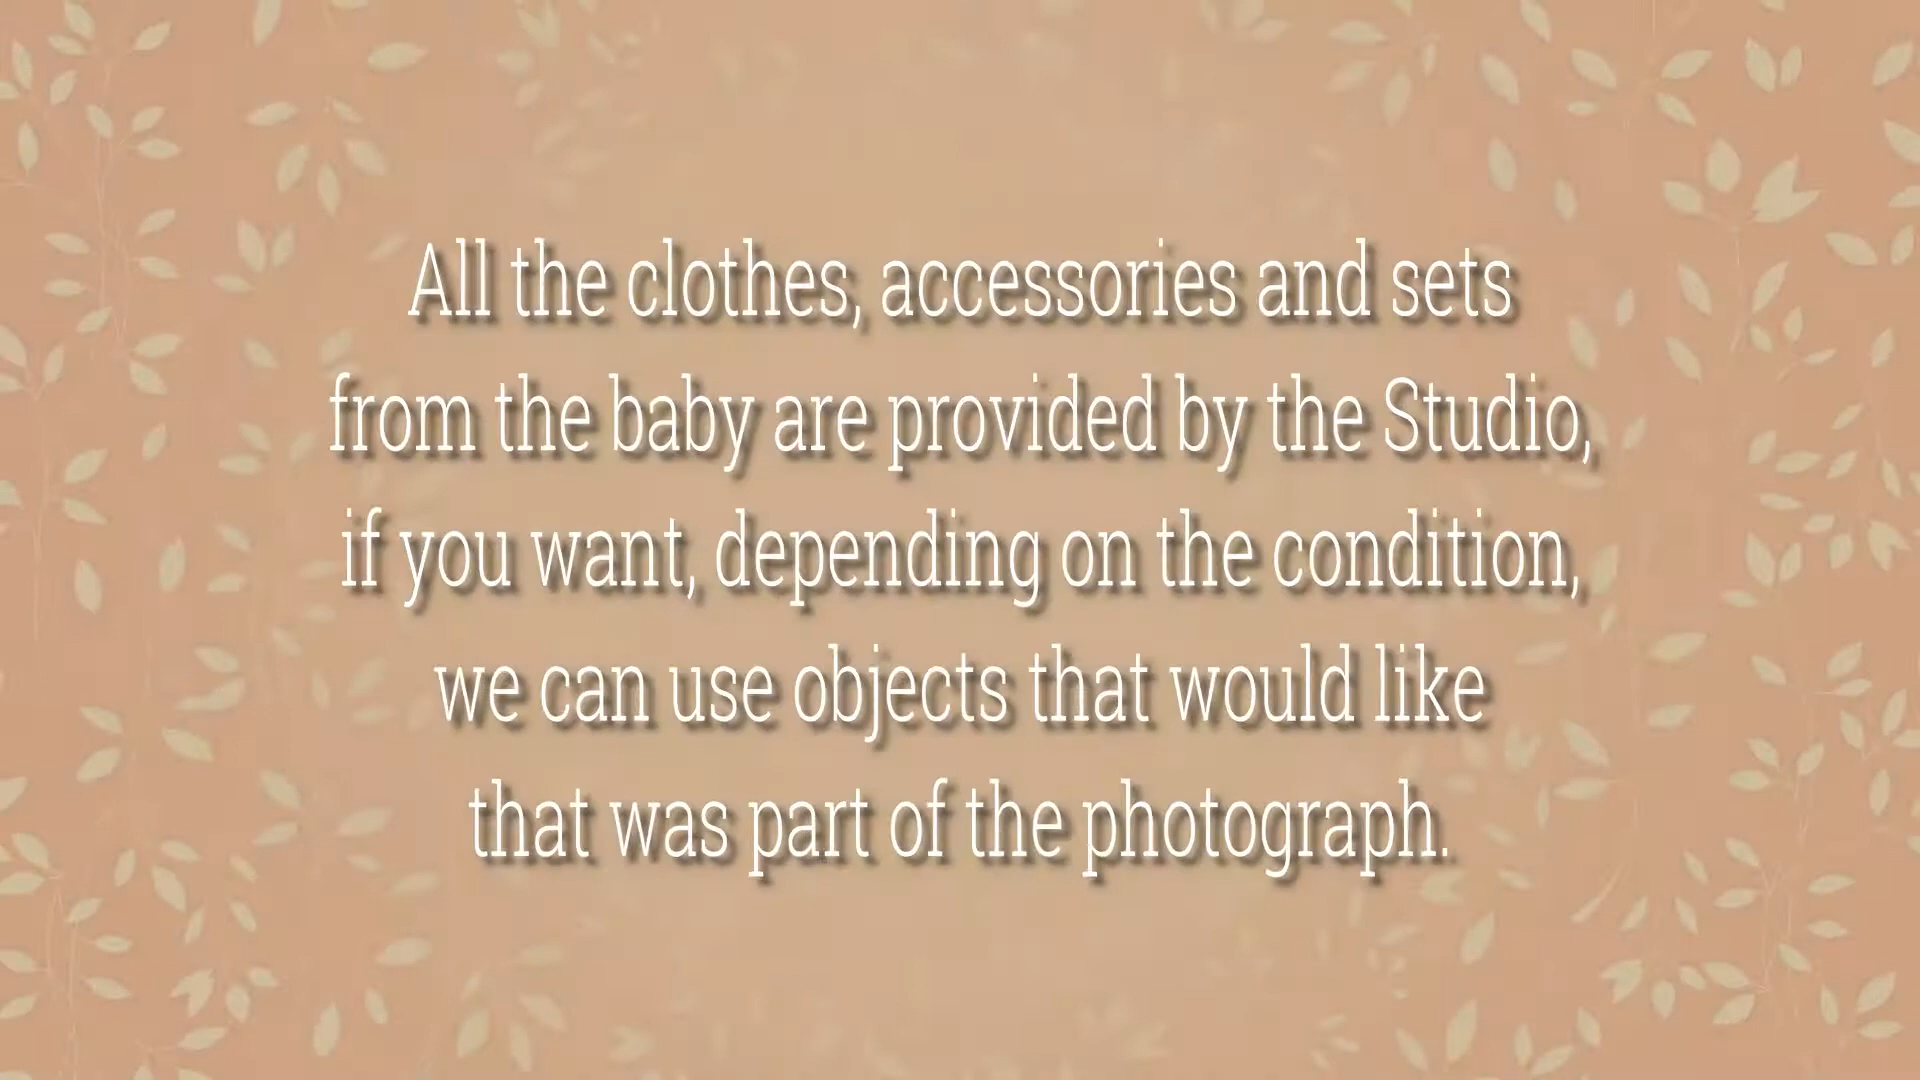 All the clothes, accessories and sets
from the baby are provided by the Studio,
if you want, depending on the condition,
we can use objects that would like
that was part of the photograph.